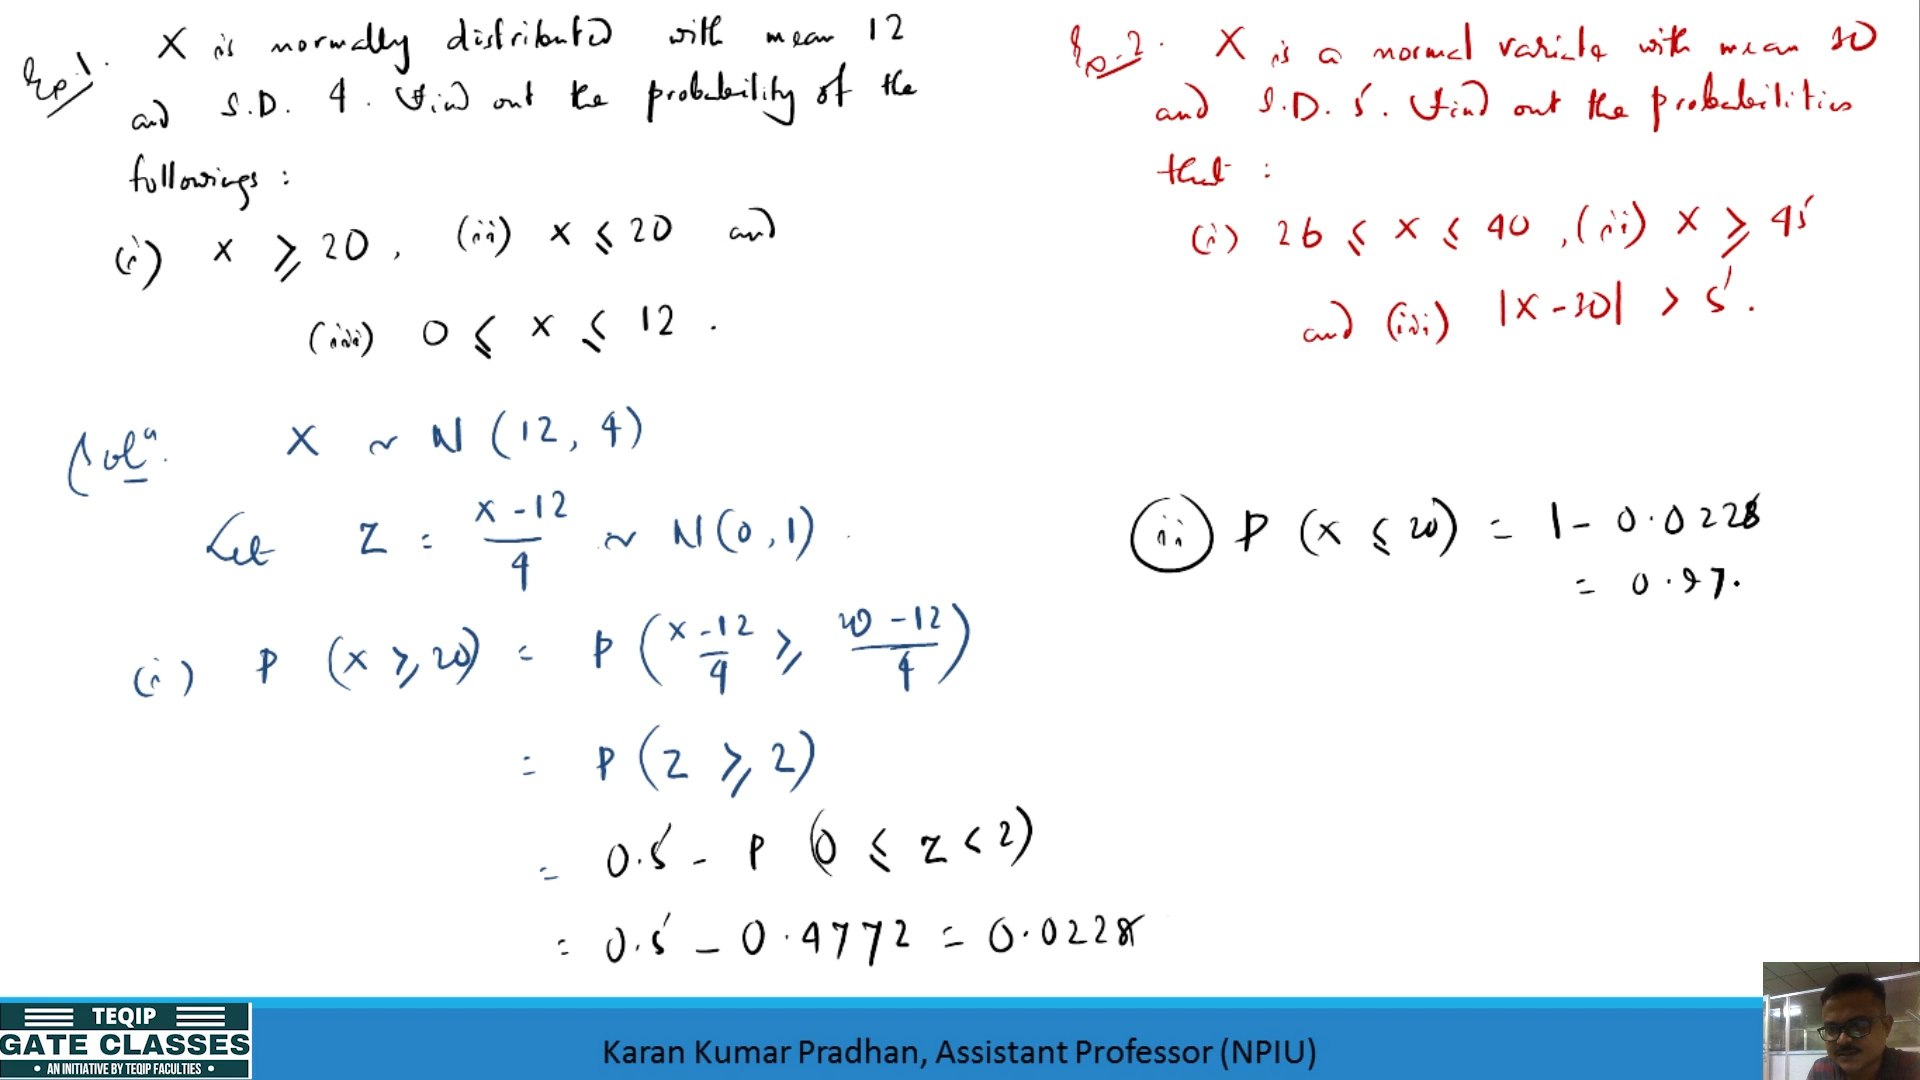 Ex.1. X is normally distributed with mean 12
and S.D. 4. Find out the probability of the
followings :
(i) X ≥ 20, (ii) X ≤ 20 and
(iii) 0 ≤ X ≤ 12.
Ex.2. X is a normal variate with mean 30
and S.D. 5. Find out the probabilities
that :
(i) 26 ≤ X ≤ 40, (ii) X ≥ 45
and (iii) |X - 30| > 5.
Solⁿ. X ~ N (12, 4)
Let Z = (X - 12)/4 ~ N(0, 1).
(i) P (X ≥ 20) = P ((X - 12)/4 ≥ (20 - 12)/4)
= P (Z ≥ 2)
= 0.5 - P (0 ≤ Z < 2)
= 0.5 - 0.4772 = 0.0228
(ii) P (X ≤ 20) = 1 - 0.0228
= 0.97.
TEQIP
GATE CLASSES
• AN INITIATIVE BY TEQIP FACULTIES •
Karan Kumar Pradhan, Assistant Professor (NPIU)